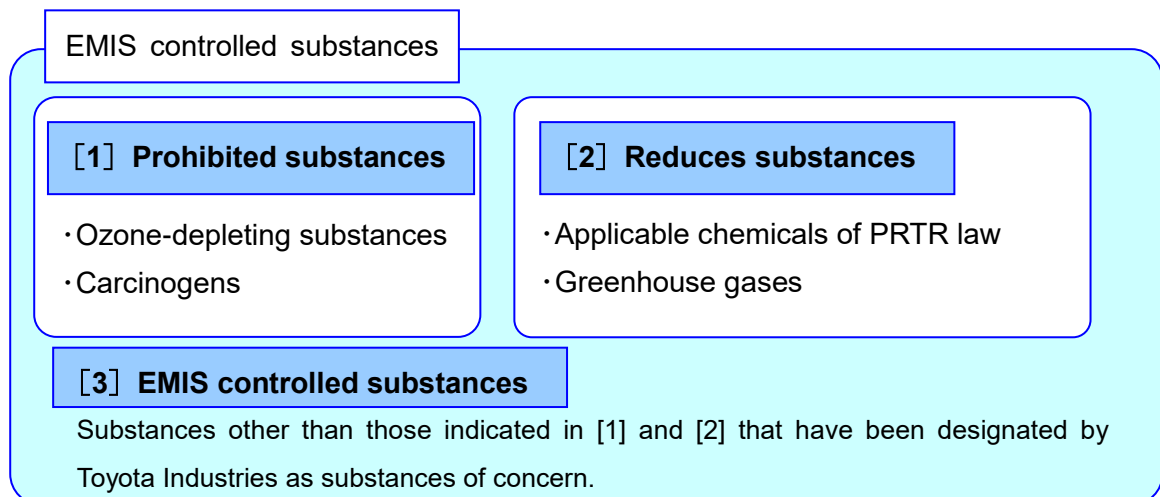 EMIS controlled substances
［1］ Prohibited substances
・Ozone-depleting substances
・Carcinogens
［2］ Reduces substances
・Applicable chemicals of PRTR law
・Greenhouse gases
［3］ EMIS controlled substances
Substances other than those indicated in [1] and [2] that have been designated by
Toyota Industries as substances of concern.